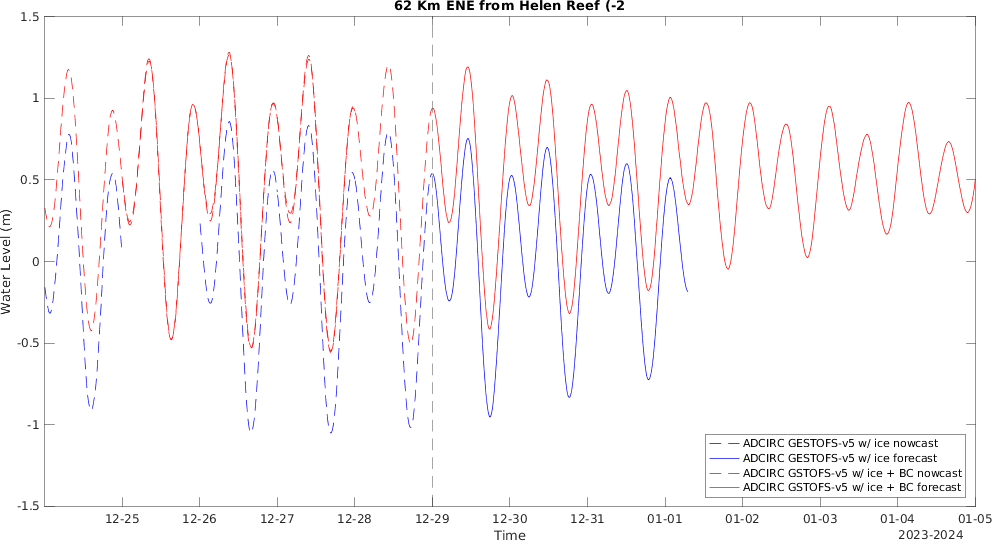 62 Km ENE from Helen Reef (-2
1.5
1
0.5
0
-0.5
-1
-1.5
Water Level (m)
12-25
12-26
12-27
12-28
12-29
12-30
12-31
01-01
01-02
01-03
01-04
01-05
Time
2023-2024
ADCIRC GESTOFS-v5 w/ ice nowcast
ADCIRC GESTOFS-v5 w/ ice forecast
ADCIRC GSTOFS-v5 w/ ice + BC nowcast
ADCIRC GSTOFS-v5 w/ ice + BC forecast